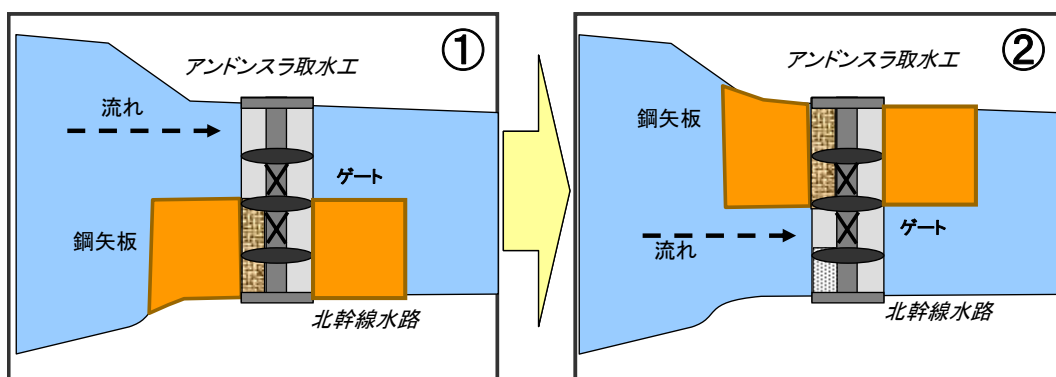 ①
アンドンスラ取水工
流れ
ゲート
鋼矢板
北幹線水路
②
アンドンスラ取水工
鋼矢板
ゲート
流れ
北幹線水路